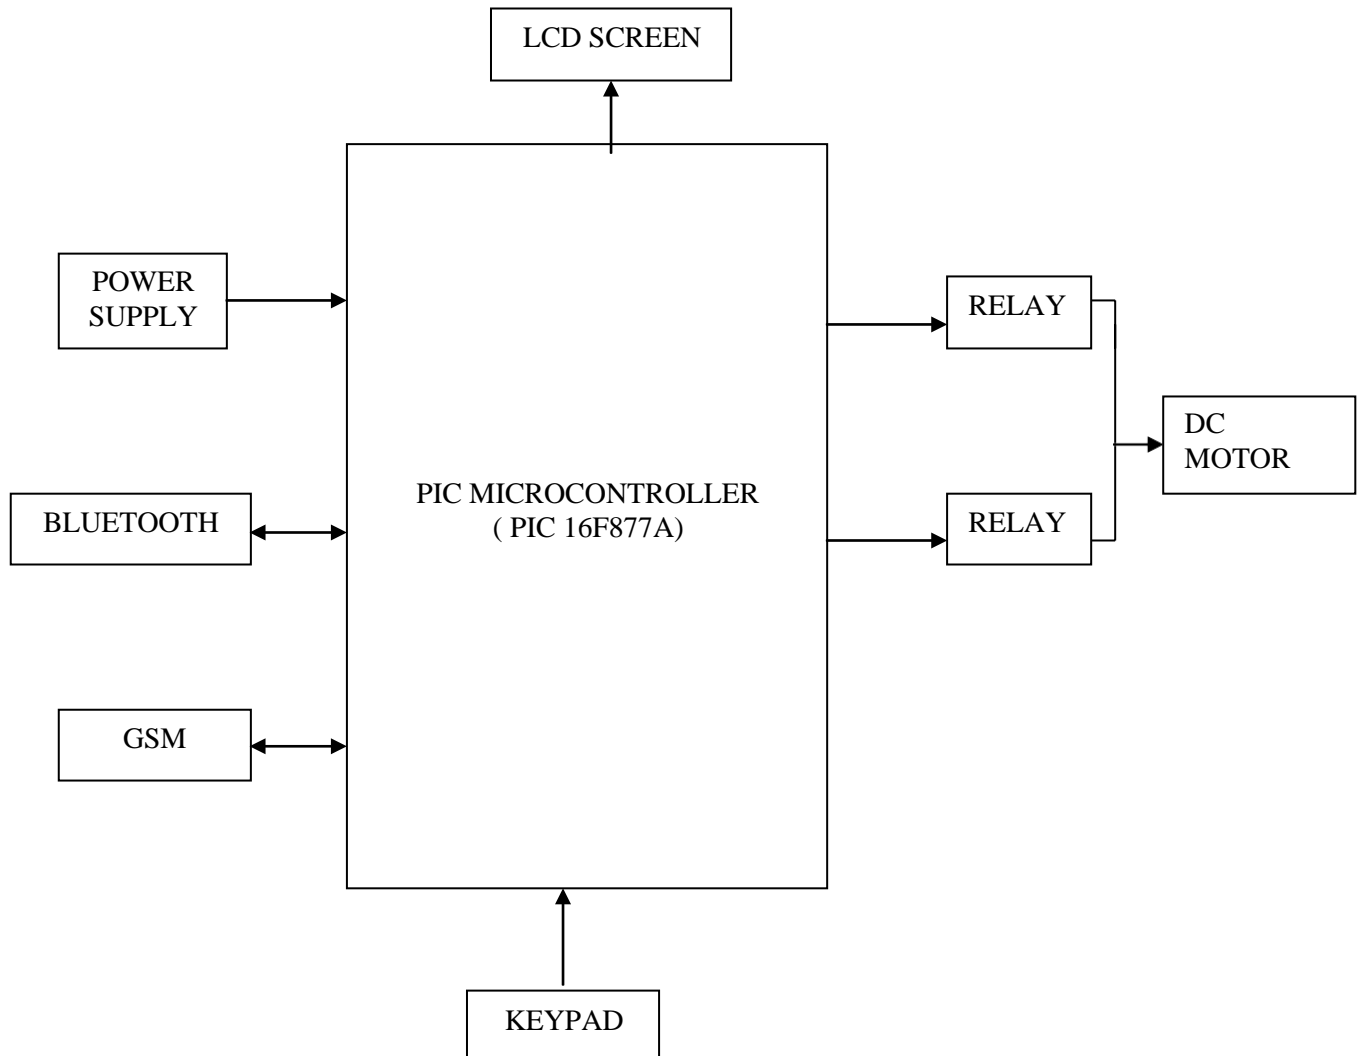 LCD SCREEN
POWER
SUPPLY
RELAY
DC
MOTOR
BLUETOOTH
PIC MICROCONTROLLER
( PIC 16F877A)
RELAY
GSM
KEYPAD